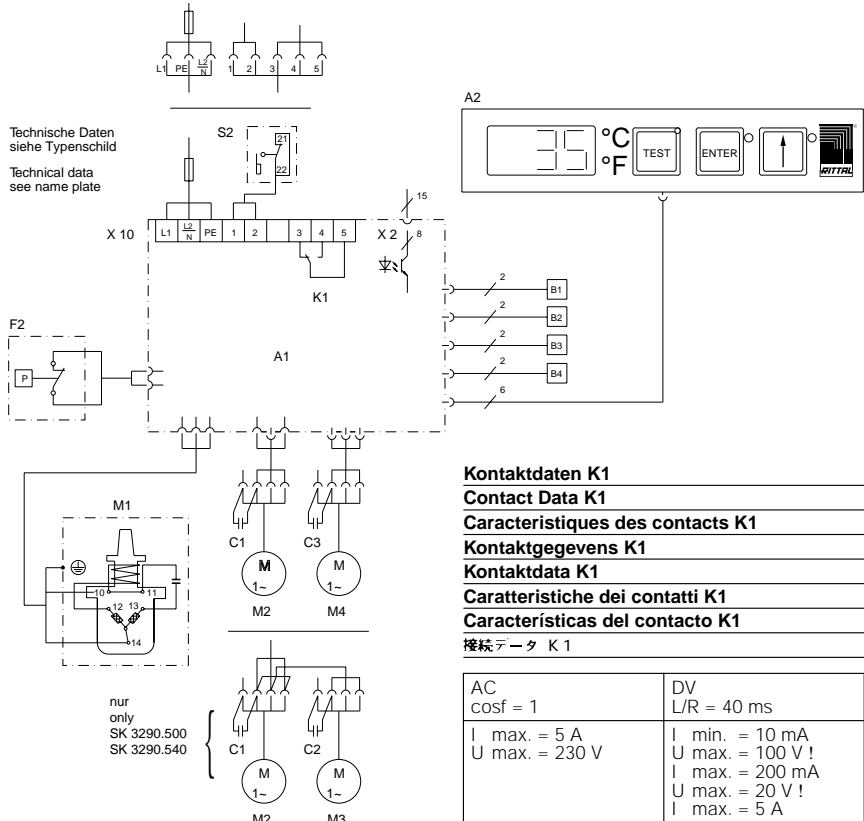 L1 PE L2/N 1 2 3 4 5
A2
Technische Daten
siehe Typenschild
Technical data
see name plate
S2
21
22
35 °C
°F
TEST
ENTER
RITTAL
15
X 10
L1 L2/N PE 1 2 3 4 5
X 2
8
K1
2
B1
2
B2
2
B3
2
B4
6
F2
P
A1
M1
10
11
12
13
14
C1
C3
M
1~
M
1~
M2
M4
nur
only
SK 3290.500
SK 3290.540
C1
C2
M
1~
M
1~
M2
M3
Kontaktdaten K1
Contact Data K1
Caracteristiques des contacts K1
Kontaktgegevens K1
Kontaktdata K1
Caratteristiche dei contatti K1
Características del contacto K1
接続データ K 1
AC
cosf = 1
I max. = 5 A
U max. = 230 V
DV
L/R = 40 ms
I min. = 10 mA
U max. = 100 V !
I max. = 200 mA
U max. = 20 V !
I max. = 5 A